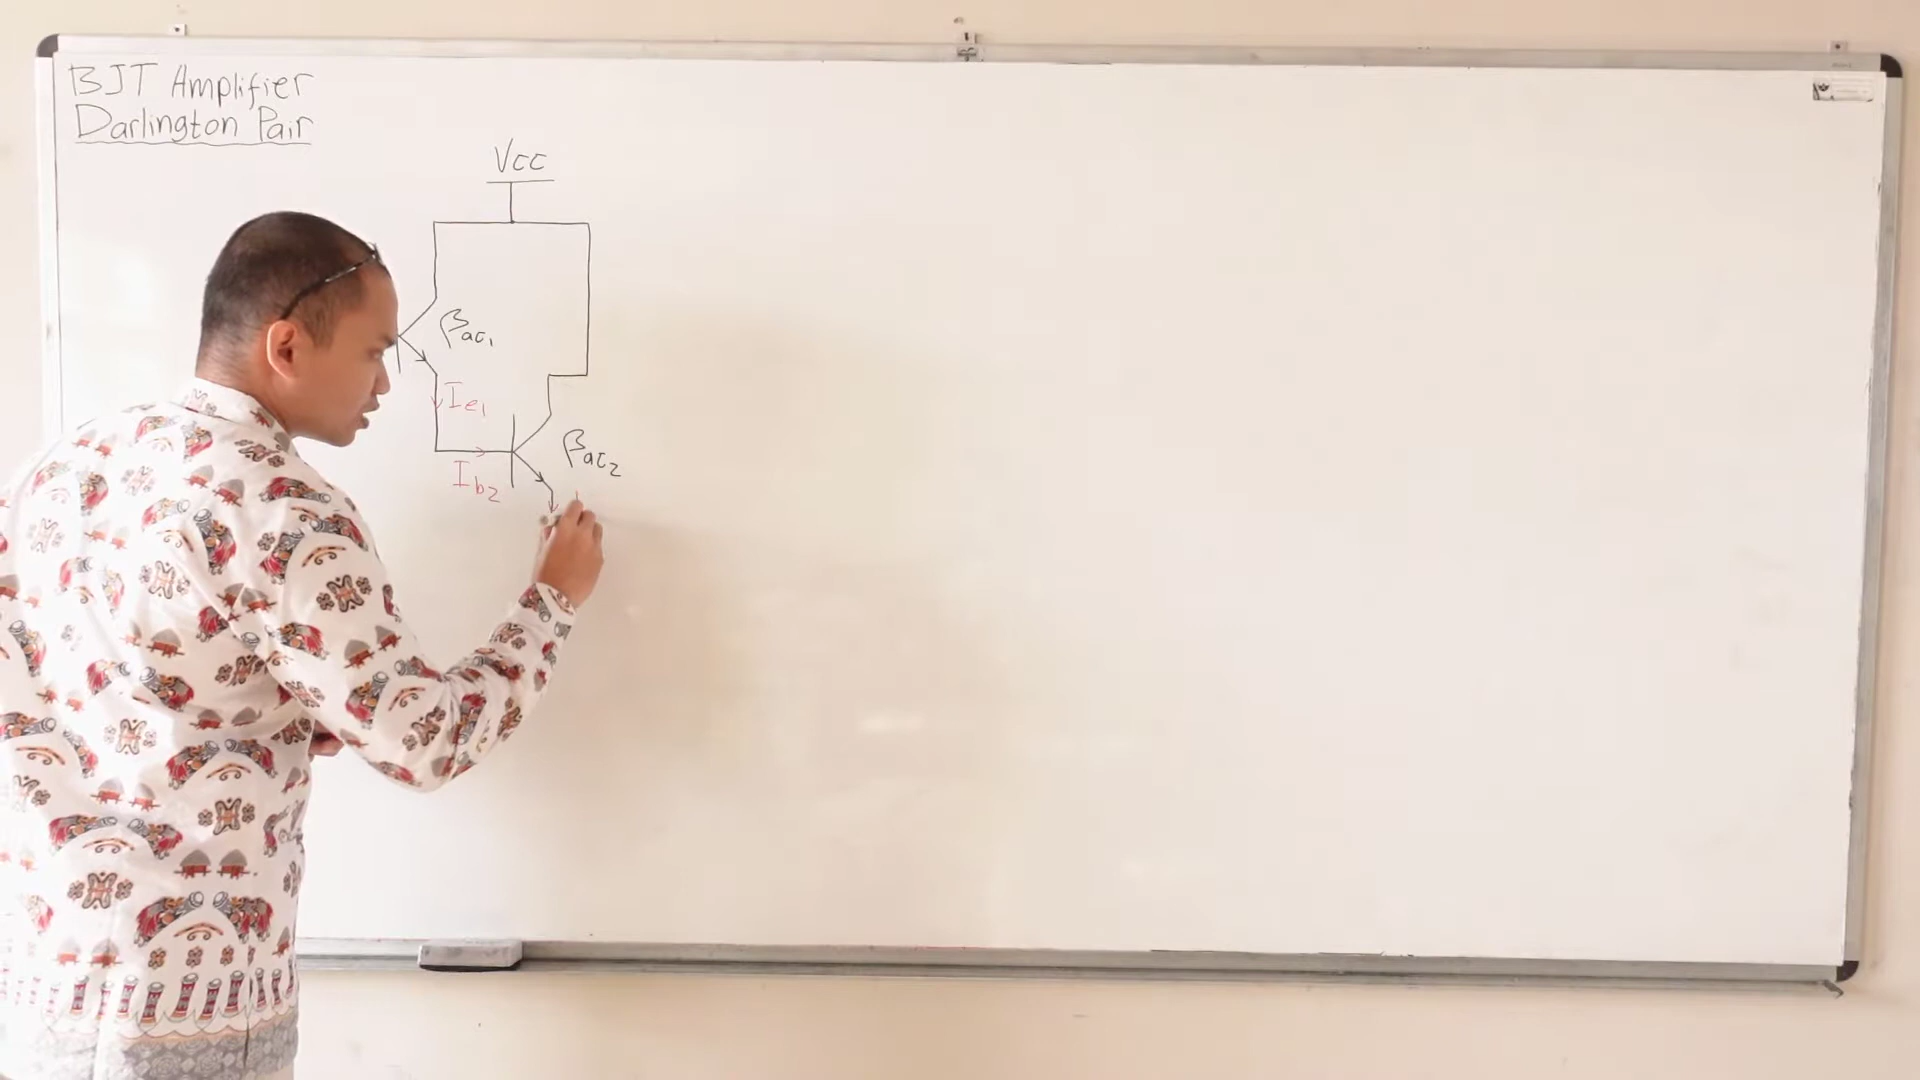 BJT Amplifier
Darlington Pair
VCC
βac1
Ie1
βac2
Ib2